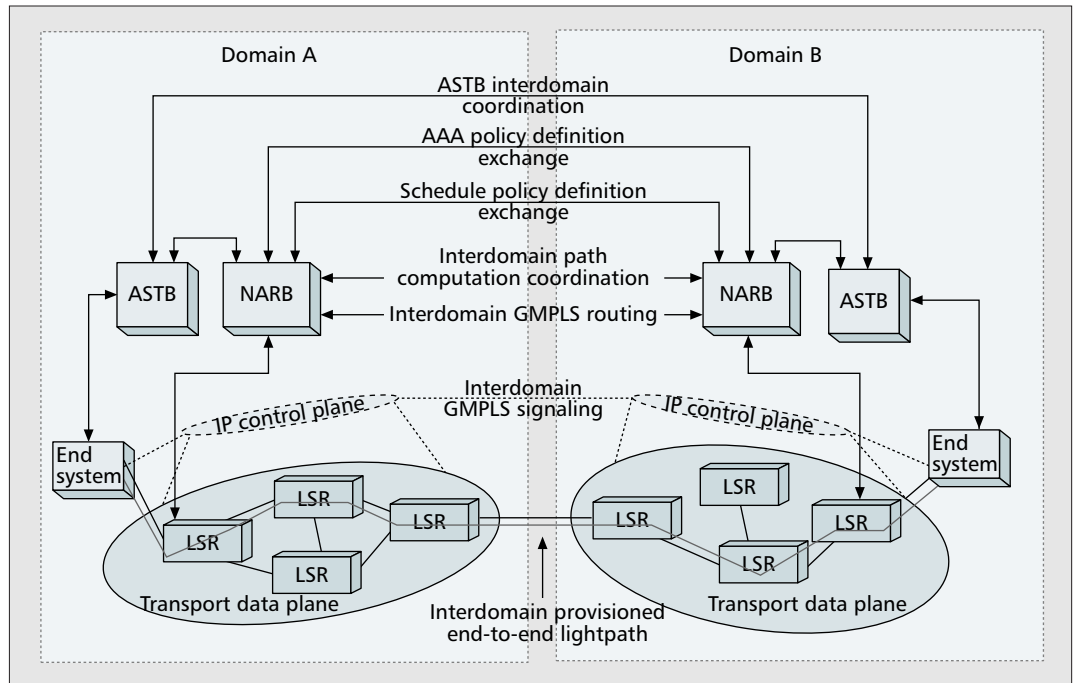 Domain A
Domain B
ASTB interdomain
coordination
AAA policy definition
exchange
Schedule policy definition
exchange
Interdomain path
computation coordination
ASTB
NARB
NARB
ASTB
Interdomain GMPLS routing
Interdomain
GMPLS signaling
IP control plane
IP control plane
End
system
End
system
LSR
LSR
LSR
LSR
LSR
LSR
LSR
LSR
Transport data plane
Transport data plane
Interdomain provisioned
end-to-end lightpath